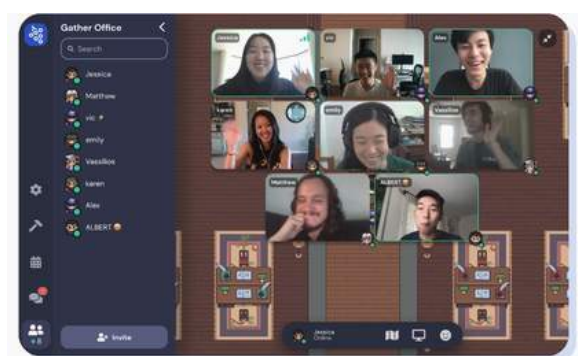 Gather Office
Search
Jessica
Matthew
vic
emily
Vassilios
karen
Alex
ALBERT
+8
Invite
Jessica
vic
Alex
karen
emily
Vassilios
Matthew
ALBERT
Jessica
Online